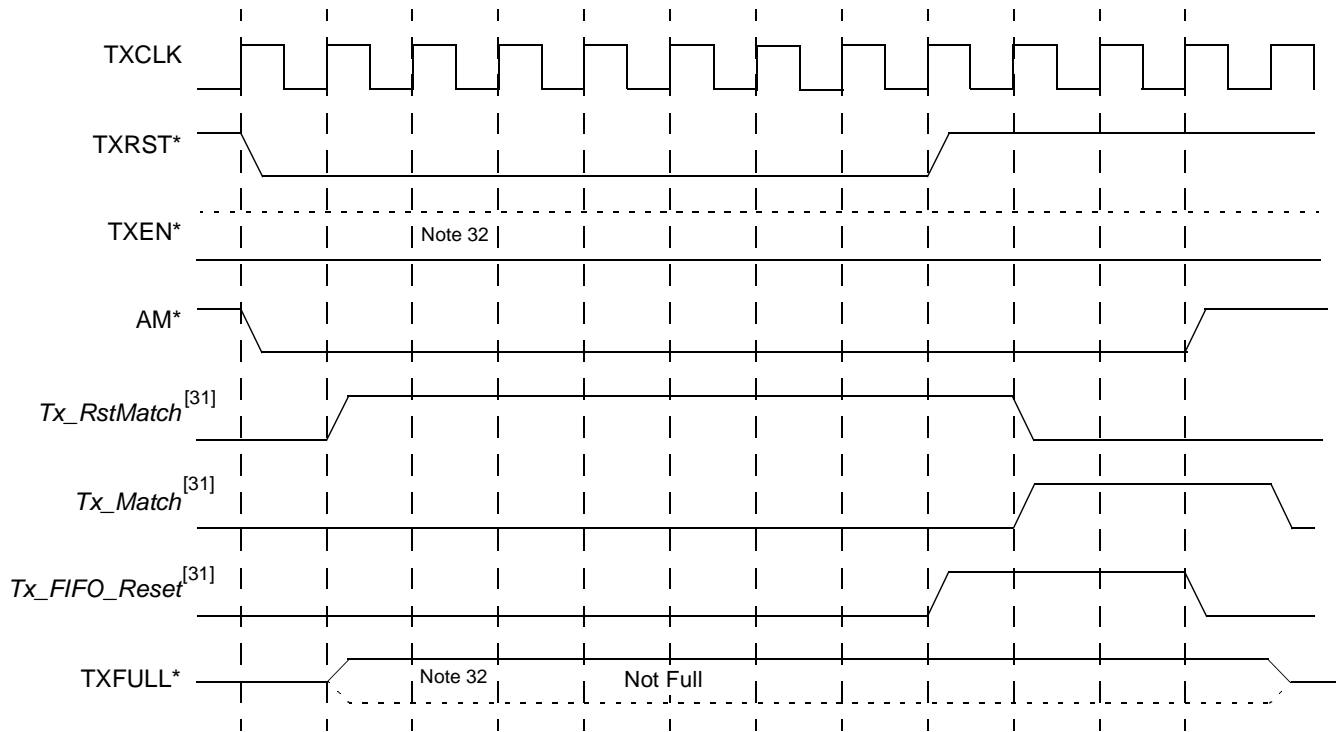 TXCLK
TXRST*
TXEN*
Note 32
AM*
Tx_RstMatch[31]
Tx_Match[31]
Tx_FIFO_Reset[31]
TXFULL*
Note 32
Not Full